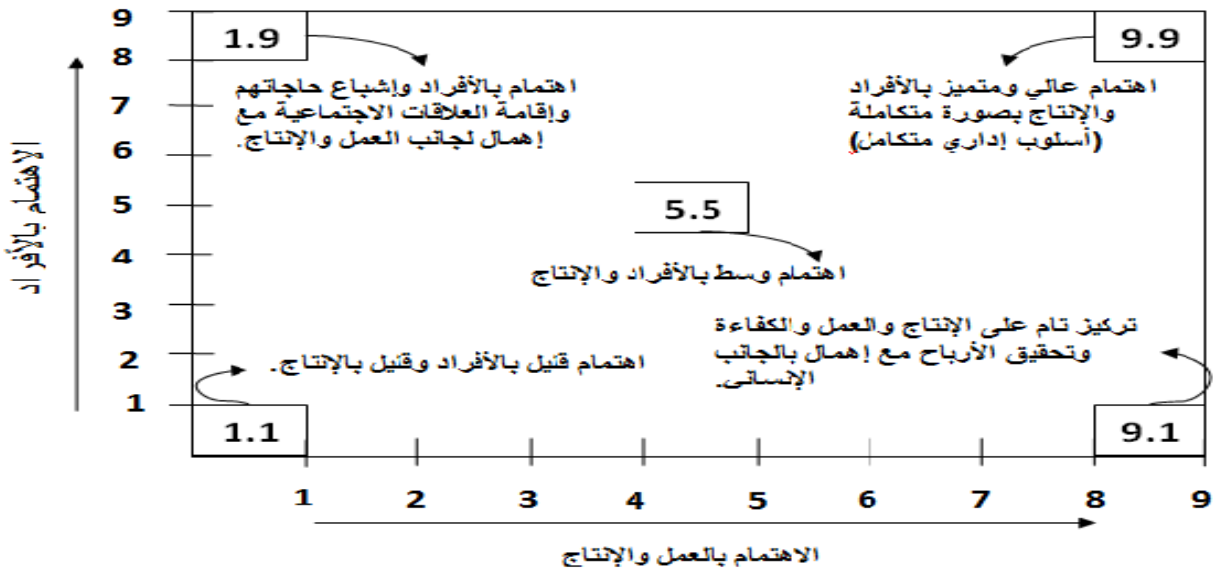 9
8
7
6
5
4
3
2
1
الاهتمام بالأفراد
1.9
9.9
اهتمام بالأفراد وإشباع حاجاتهم
وإقامة العلاقات الاجتماعية مع
إهمال لجانب العمل والإنتاج.
اهتمام عالي ومتميز بالأفراد
والإنتاج بصورة متكاملة
(أسلوب إداري متكامل)
5.5
اهتمام وسط بالأفراد والإنتاج
تركيز تام على الإنتاج والعمل والكفاءة
وتحقيق الأرباح مع إهمال بالجانب
الإنسانى.
اهتمام قليل بالأفراد وقليل بالإنتاج.
1.1
9.1
1 2 3 4 5 6 7 8 9
الاهتمام بالعمل والإنتاج